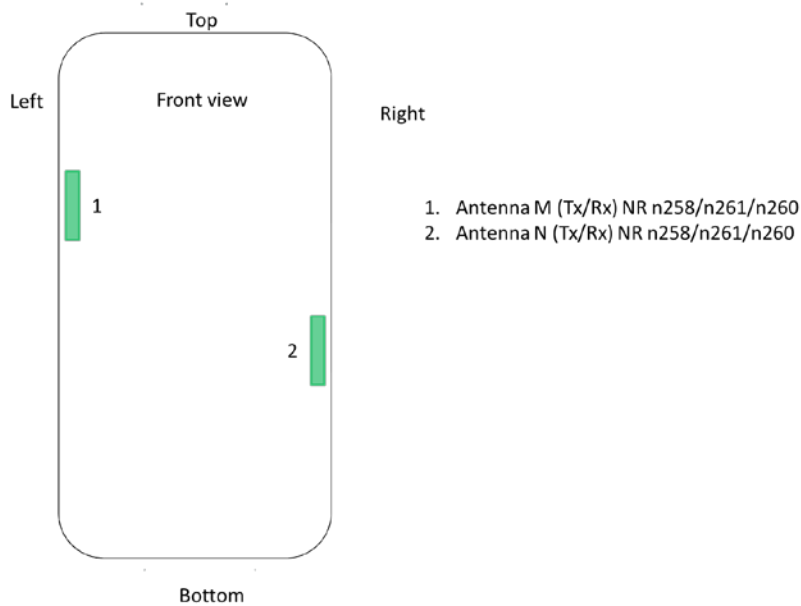 Top
Left
Front view
Right
1
1. Antenna M (Tx/Rx) NR n258/n261/n260
2. Antenna N (Tx/Rx) NR n258/n261/n260
2
Bottom